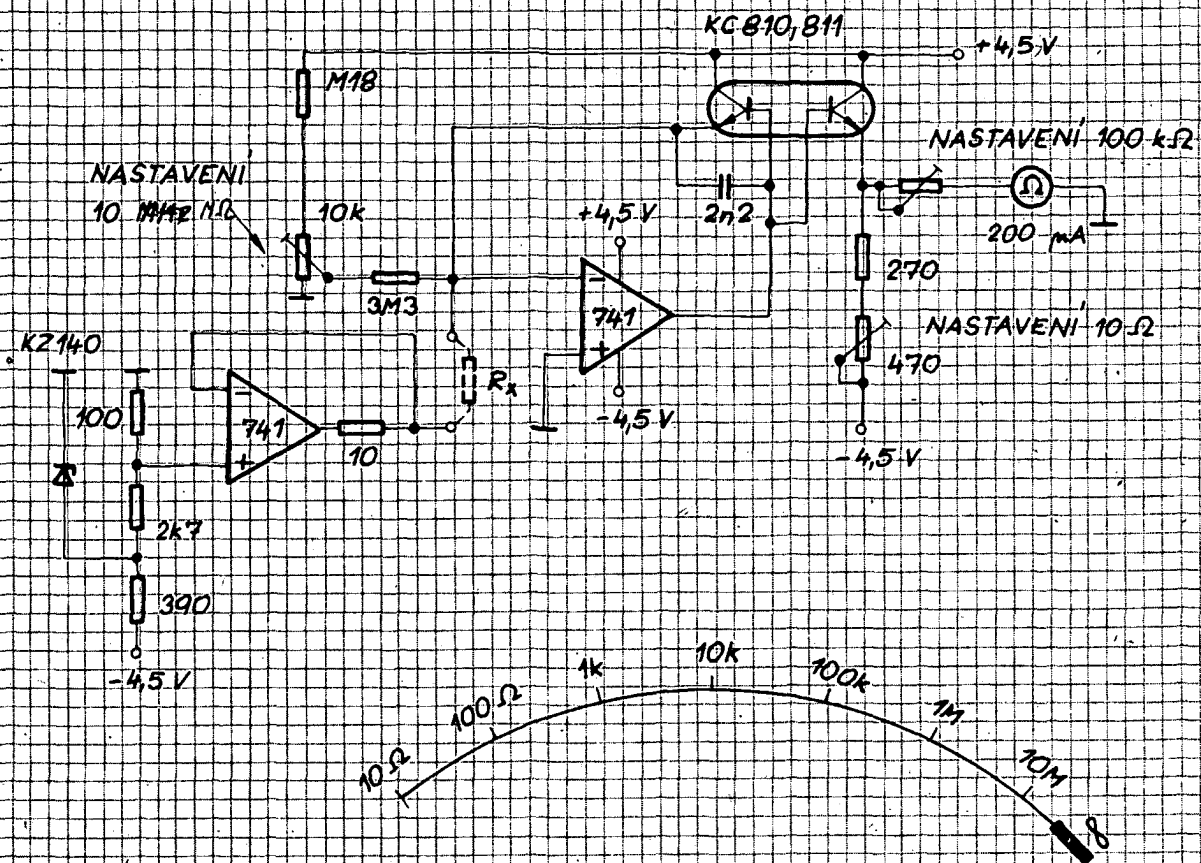 KC 810, 811
+4,5 V
M18
NASTAVENÍ 100 kΩ
NASTAVENÍ
10 MΩ
10k
2n2
Ω
200 μA
+4,5 V
3M3
270
-
741
+
NASTAVENÍ 10 Ω
470
KZ140
Rx
-4,5 V
-
100
741
+
10
-4,5 V
2k7
390
-4,5 V
10 Ω
100 Ω
1k
10k
100k
1M
10M
∞